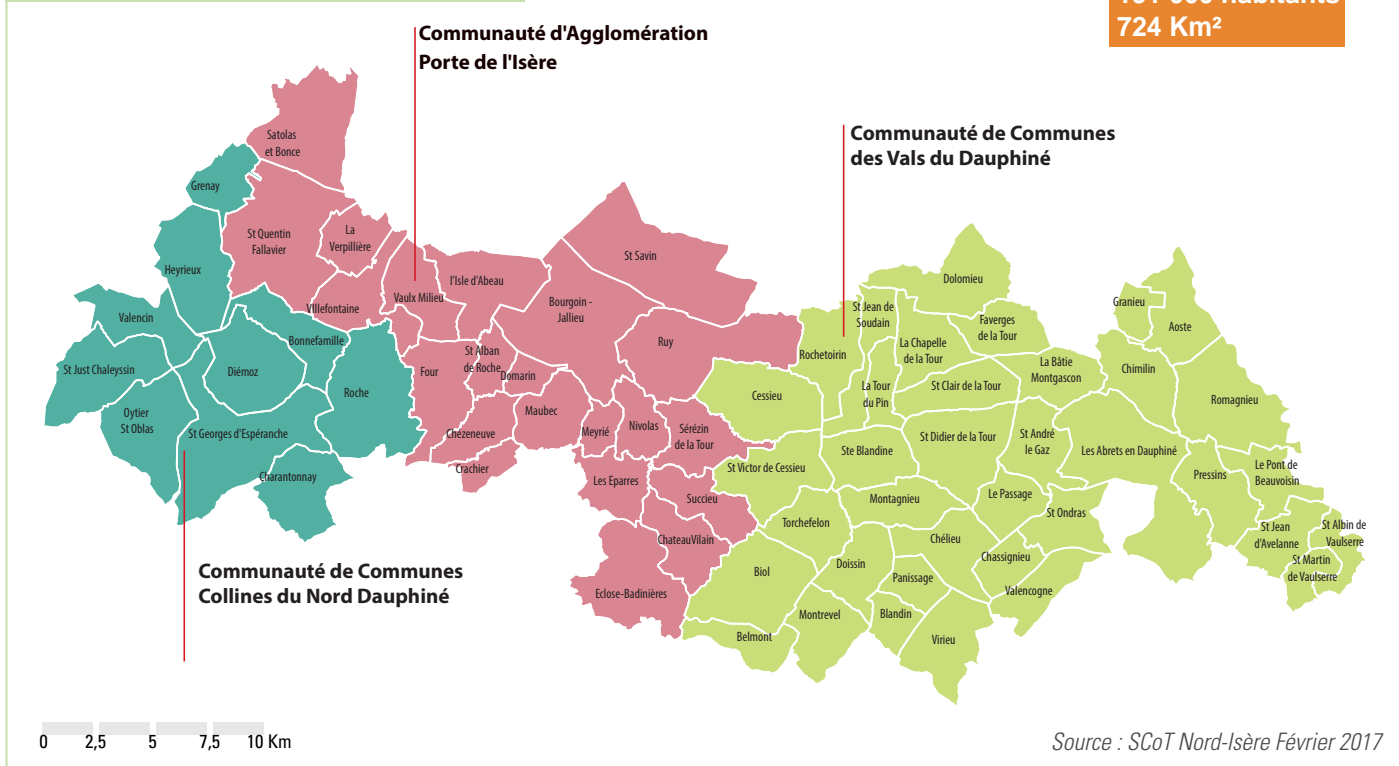 habitants
724 Km²
Communauté d'Agglomération
Porte de l'Isère
Communauté de Communes
des Vals du Dauphiné
Satolas
et Bonce
Grenay
St Quentin
Fallavier
La
Verpillière
Heyrieux
Villefontaine
Vaulx Milieu
l'Isle d'Abeau
St Savin
Bourgoin -
Jallieu
Ruy
Valencin
Bonnefamille
St Just Chaleyssin
Diémoz
Roche
Four
St Alban
de Roche
Domarin
Oytier
St Oblas
St Georges d'Espéranche
Charantonnay
Chézeneuve
Crachier
Maubec
Meyrié
Nivolas
Sérézin
de la Tour
Les Eparres
Succieu
ChateauVilain
Eclose-Badinières
Dolomieu
St Jean de
Soudain
Rochetoirin
La Chapelle
de la Tour
Faverges
de la Tour
Granieu
Aoste
Cessieu
La Tour
du Pin
St Clair de la Tour
La Bâtie
Montgascon
Chimilin
Romagnieu
St Victor de Cessieu
Ste Blandine
St Didier de la Tour
St André
le Gaz
Les Abrets en Dauphiné
Pressins
Le Pont de
Beauvoisin
Montagnieu
Le Passage
St Ondras
Torchefelon
Chélieu
St Jean
d'Avelanne
St Albin de
Vaulserre
St Martin
de Vaulserre
Biol
Doissin
Panissage
Chassignieu
Valencogne
Montrevel
Blandin
Virieu
Belmont
Communauté de Communes
Collines du Nord Dauphiné
0 2,5 5 7,5 10 Km
Source : SCoT Nord-Isère Février 2017